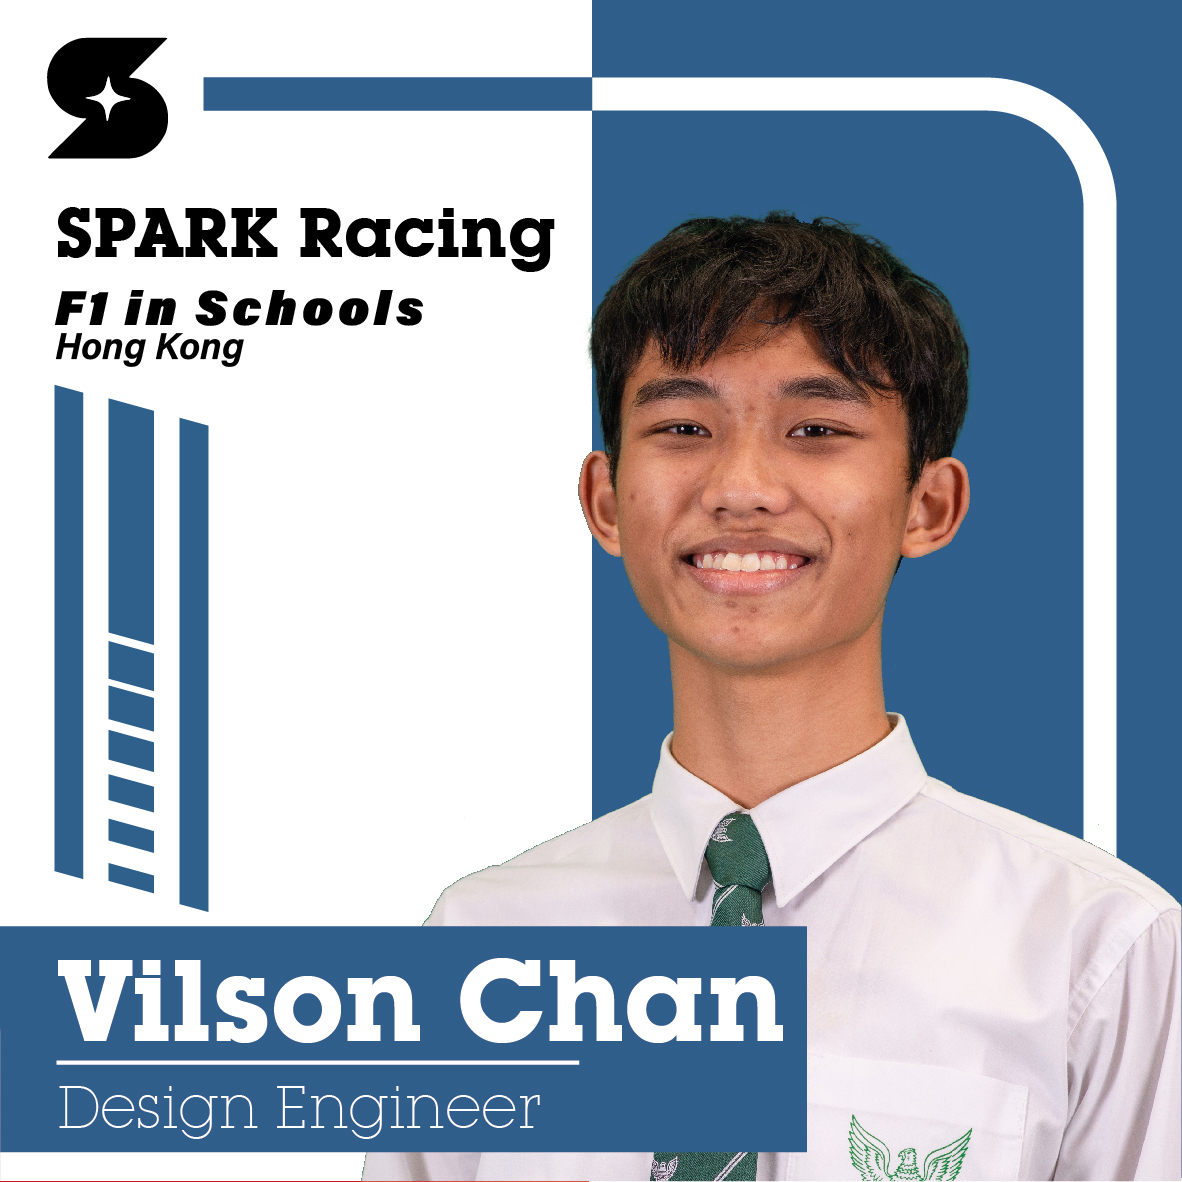 SPARK Racing
F1 in Schools
Hong Kong
Vilson Chan
Design Engineer